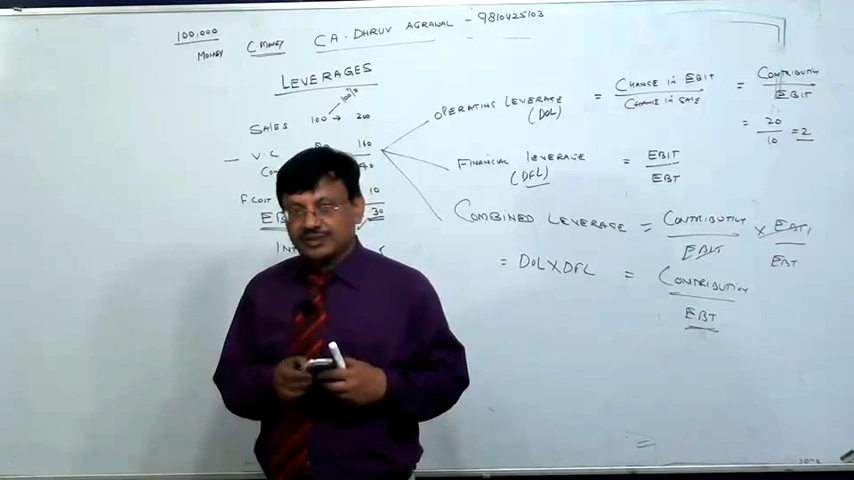 100,000
MONEY C.MONEY CA. DHRUV AGRAWAL - 9810425103
LEVERAGES
SALES 100 → 200
100%
- V.C 160
40
F COST 10
30
OPERATING LEVERAGE (DOL) = CHANGE IN EBIT / CHANGE IN SALE = CONTRIBUTION / EBIT
= 20 / 10 = 2
FINANCIAL LEVERAGE (DFL) = EBIT / EBT
COMBINED LEVERAGE = CONTRIBUTION / EBIT × EBIT / EBT
= DOL X DFL = CONTRIBUTION / EBT